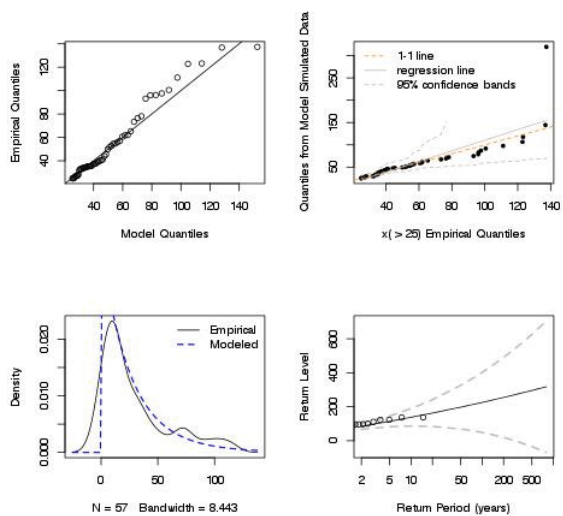 Empirical Quantiles
120
80
60
40
40 60 80 100 120 140
Model Quantiles
Quantiles from Model Simulated Data
250
150
50
1-1 line
regression line
95% confidence bands
40 60 80 100 120 140
x( > 25) Empirical Quantiles
Density
0.020
0.010
0.000
Empirical
Modeled
0 50 100
N = 57 Bandwidth = 8.443
Return Level
600
400
200
0
2 5 10 50 200 500
Return Period (years)